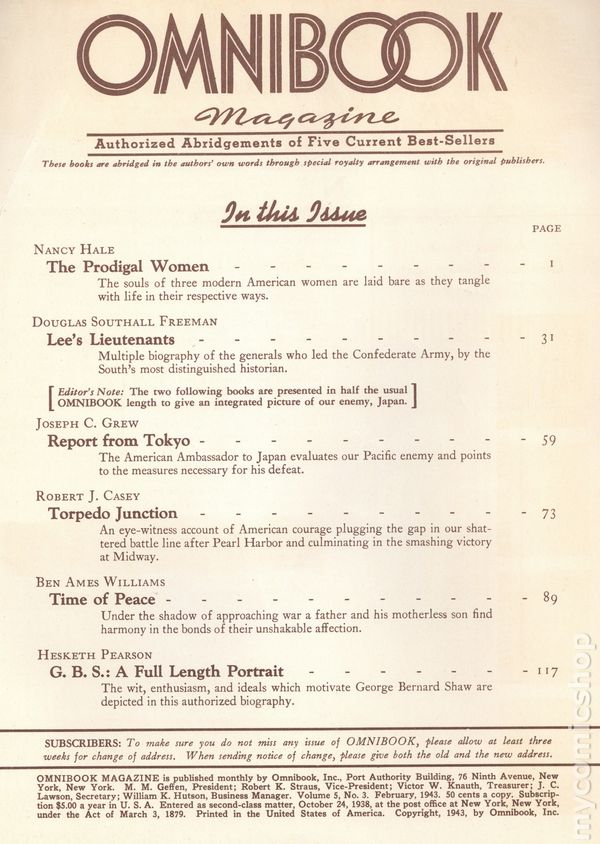 OMNIBOOK
Magazine
Authorized Abridgements of Five Current Best-Sellers
These books are abridged in the authors' own words through special royalty arrangement with the original publishers.
In this Issue
PAGE
NANCY HALE
The Prodigal Women - - - - - - - - - 1
The souls of three modern American women are laid bare as they tangle
with life in their respective ways.
DOUGLAS SOUTHALL FREEMAN
Lee's Lieutenants - - - - - - - - - - 31
Multiple biography of the generals who led the Confederate Army, by the
South's most distinguished historian.
[Editor's Note: The two following books are presented in half the usual
OMNIBOOK length to give an integrated picture of our enemy, Japan.]
JOSEPH C. GREW
Report from Tokyo - - - - - - - - - - 59
The American Ambassador to Japan evaluates our Pacific enemy and points
to the measures necessary for his defeat.
ROBERT J. CASEY
Torpedo Junction - - - - - - - - - - 73
An eye-witness account of American courage plugging the gap in our shat-
tered battle line after Pearl Harbor and culminating in the smashing victory
at Midway.
BEN AMES WILLIAMS
Time of Peace - - - - - - - - - - - 89
Under the shadow of approaching war a father and his motherless son find
harmony in the bonds of their unshakable affection.
HESKETH PEARSON
G. B. S.: A Full Length Portrait - - - - - - - 117
The wit, enthusiasm, and ideals which motivate George Bernard Shaw are
depicted in this authorized biography.
SUBSCRIBERS: To make sure you do not miss any issue of OMNIBOOK, please allow at least three
weeks for change of address. When sending notice of change, please give both the old and the new address.
OMNIBOOK MAGAZINE is published monthly by Omnibook, Inc., Port Authority Building, 76 Ninth Avenue, New
York, New York. M. M. Geffen, President; Robert K. Straus, Vice-President; Victor W. Knauth, Treasurer; J. C.
Lawson, Secretary; William K. Hutson, Business Manager. Volume 5, No. 3. February, 1943. 50 cents a copy. Subscrip-
tion $5.00 a year in U. S. A. Entered as second-class matter, October 24, 1938, at the post office at New York, New York,
under the Act of March 3, 1879. Printed in the United States of America. Copyright, 1943, by Omnibook, Inc.
mycomicshop